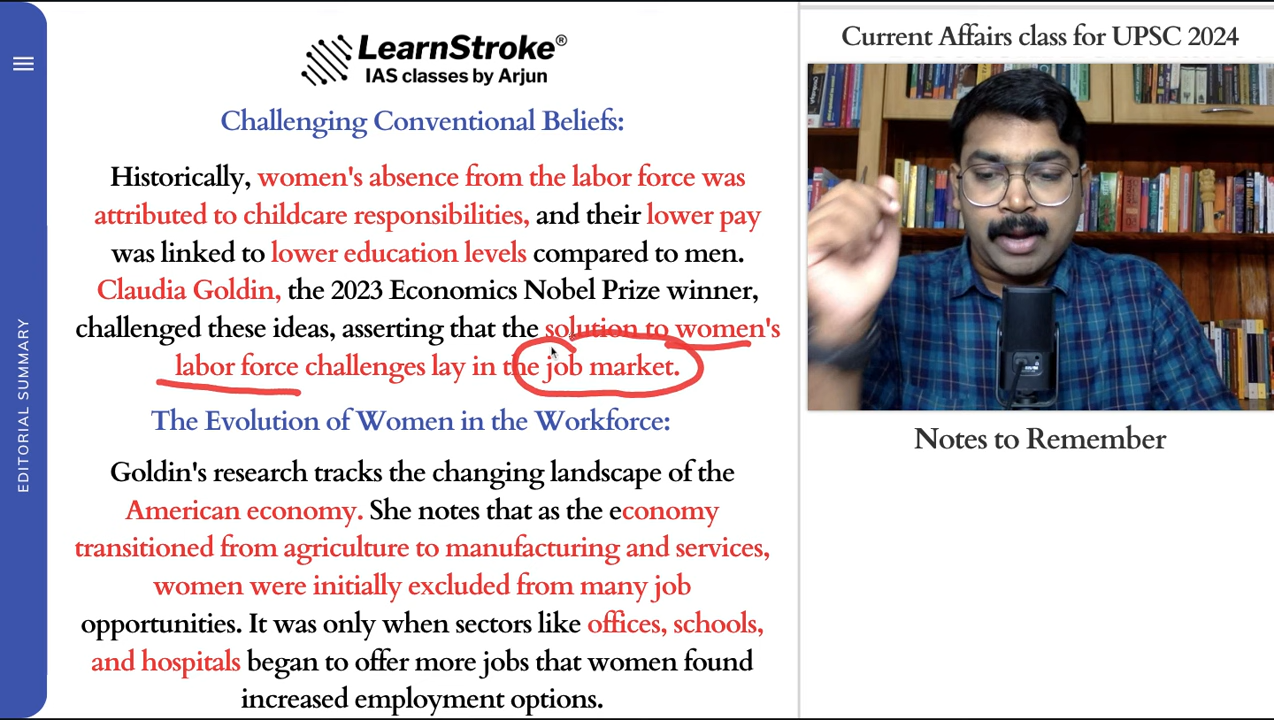 LearnStroke®
IAS classes by Arjun
Challenging Conventional Beliefs:
Historically, women's absence from the labor force was
attributed to childcare responsibilities, and their lower pay
was linked to lower education levels compared to men.
Claudia Goldin, the 2023 Economics Nobel Prize winner,
challenged these ideas, asserting that the solution to women's
labor force challenges lay in the job market.
The Evolution of Women in the Workforce:
Goldin's research tracks the changing landscape of the
American economy. She notes that as the economy
transitioned from agriculture to manufacturing and services,
women were initially excluded from many job
opportunities. It was only when sectors like offices, schools,
and hospitals began to offer more jobs that women found
increased employment options.
EDITORIAL SUMMARY
Current Affairs class for UPSC 2024
Notes to Remember